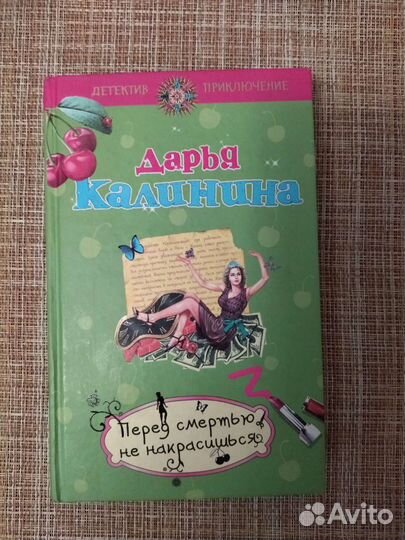 ДЕТЕКТИВ ПРИКЛЮЧЕНИЕ
Дарья
Калинина
Перед смертью
не накрасишься
Avito